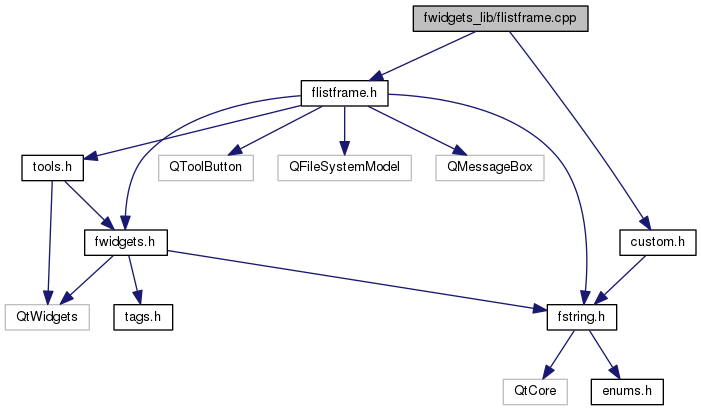 fwidgets_lib/flistframe.cpp
flistframe.h
tools.h
QToolButton
QFileSystemModel
QMessageBox
fwidgets.h
custom.h
QtWidgets
tags.h
fstring.h
QtCore
enums.h